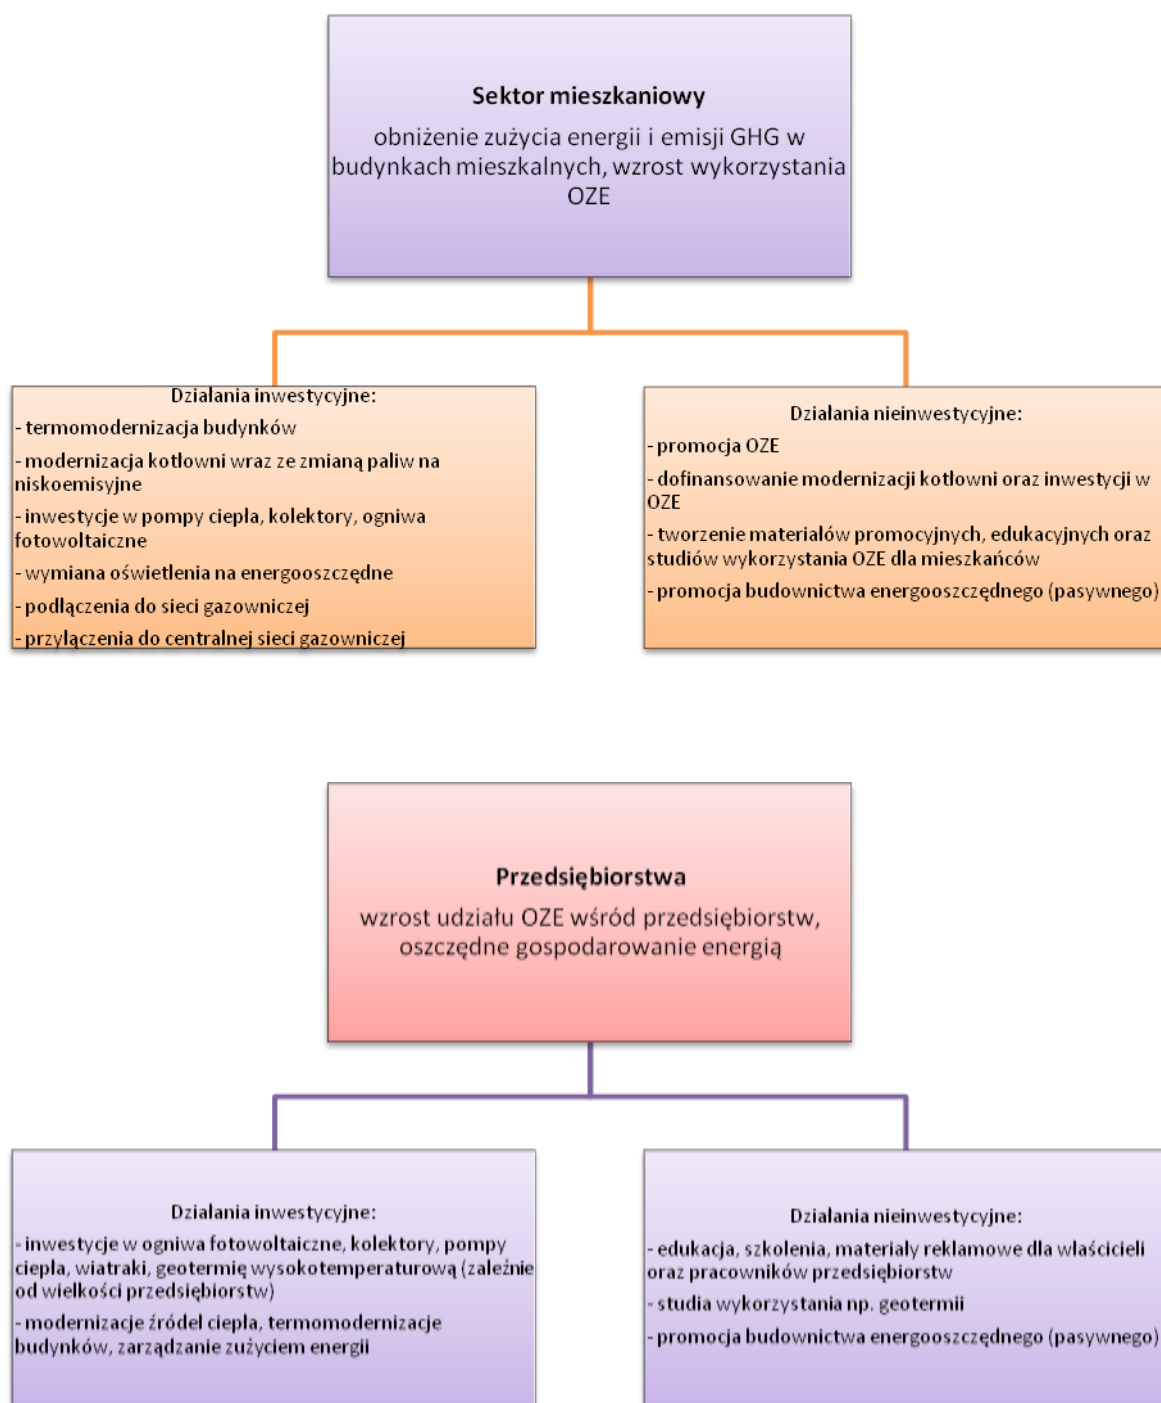 Sektor mieszkaniowy
obniżenie zużycia energii i emisji GHG w
budynkach mieszkalnych, wzrost wykorzystania
OZE
Działania inwestycyjne:
- termomodernizacja budynków
- modernizacja kotłowni wraz ze zmianą paliw na
niskoemisyjne
- inwestycje w pompy ciepła, kolektory, ogniwa
fotowoltaiczne
- wymiana oświetlenia na energooszczędne
- podłączenia do sieci gazowniczej
- przyłączenia do centralnej sieci gazowniczej
Działania nieinwestycyjne:
- promocja OZE
- dofinansowanie modernizacji kotłowni oraz inwestycji w
OZE
- tworzenie materiałów promocyjnych, edukacyjnych oraz
studiów wykorzystania OZE dla mieszkańców
- promocja budownictwa energooszczędnego (pasywnego)
Przedsiębiorstwa
wzrost udziału OZE wśród przedsiębiorstw,
oszczędne gospodarowanie energią
Działania inwestycyjne:
- inwestycje w ogniwa fotowoltaiczne, kolektory, pompy
ciepła, wiatraki, geotermię wysokotemperaturową (zależnie
od wielkości przedsiębiorstw)
- modernizacje źródeł ciepła, termomodernizacje
budynków, zarządzanie zużyciem energii
Działania nieinwestycyjne:
- edukacja, szkolenia, materiały reklamowe dla właścicieli
oraz pracowników przedsiębiorstw
- studia wykorzystania np. geotermii
- promocja budownictwa energooszczędnego (pasywnego)